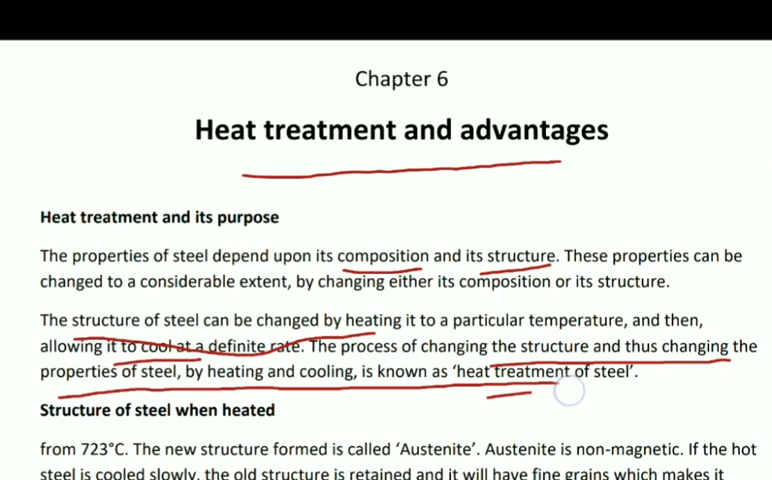 Chapter 6
Heat treatment and advantages
Heat treatment and its purpose
The properties of steel depend upon its composition and its structure. These properties can be
changed to a considerable extent, by changing either its composition or its structure.
The structure of steel can be changed by heating it to a particular temperature, and then,
allowing it to cool at a definite rate. The process of changing the structure and thus changing the
properties of steel, by heating and cooling, is known as ‘heat treatment of steel’.
Structure of steel when heated
from 723°C. The new structure formed is called ‘Austenite’. Austenite is non-magnetic. If the hot
steel is cooled slowly, the old structure is retained and it will have fine grains which makes it